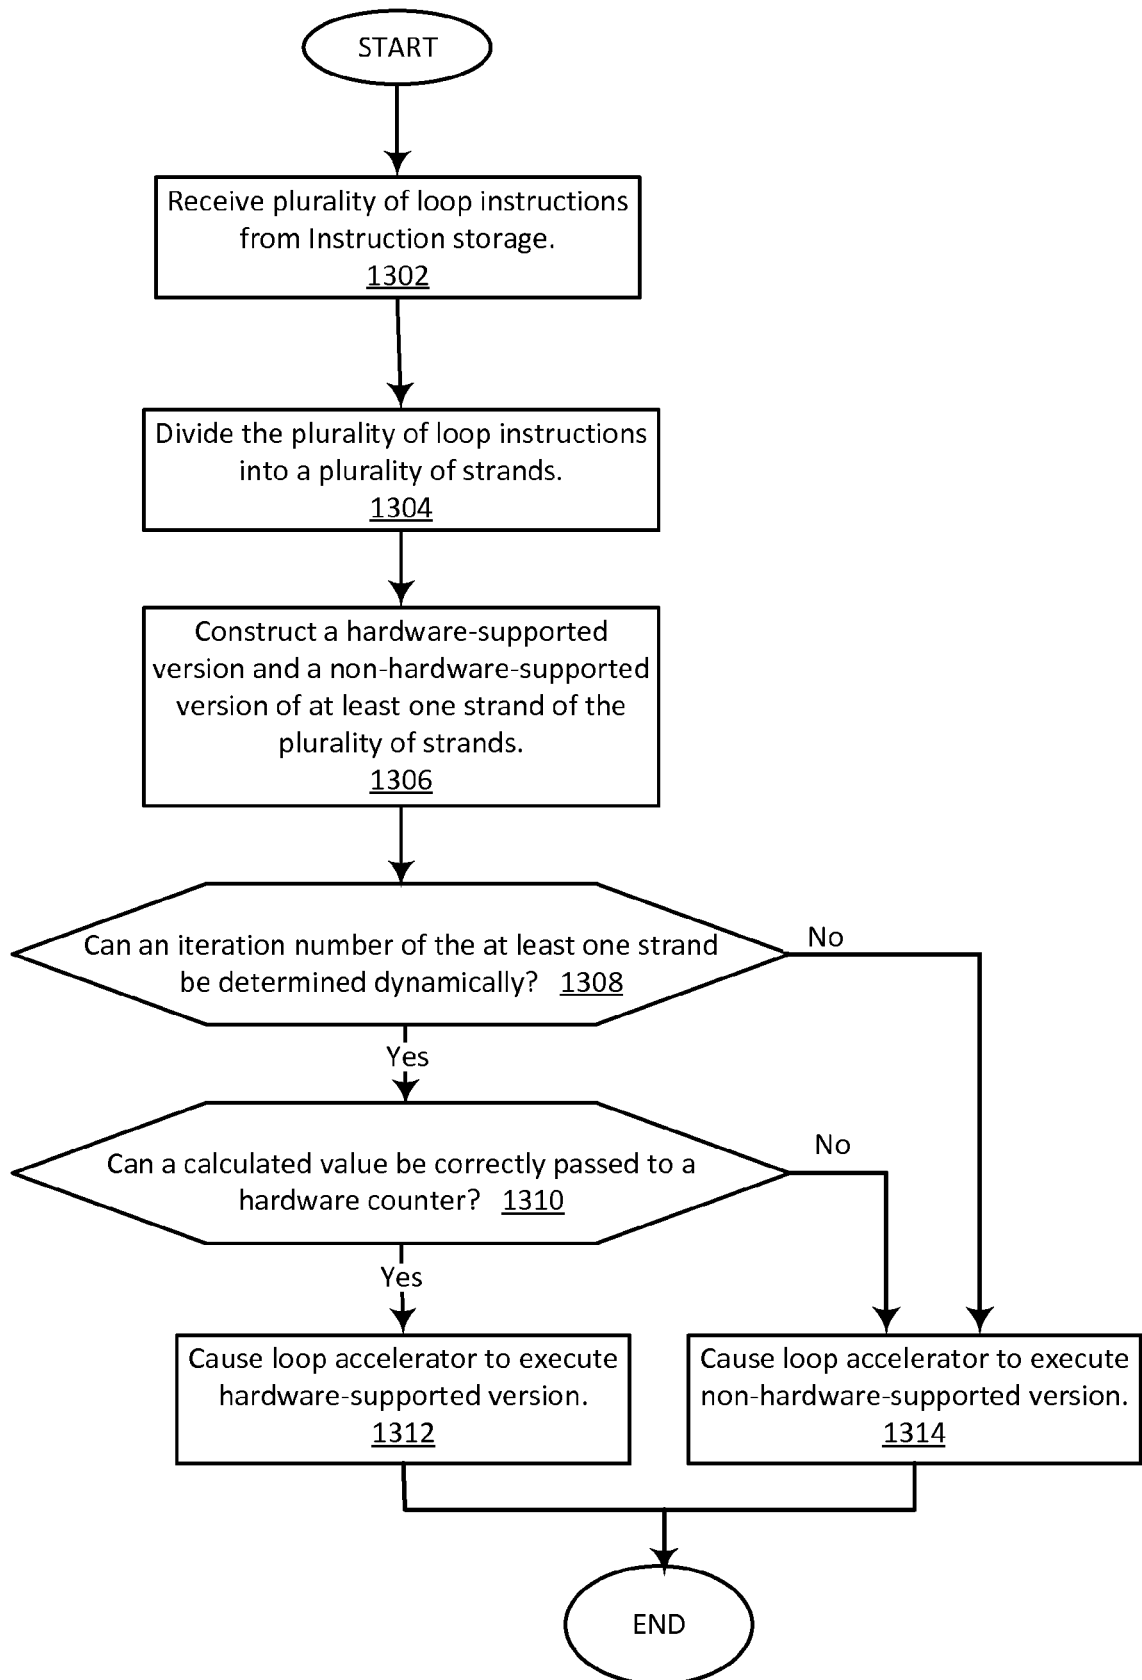 START
Receive plurality of loop instructions
from Instruction storage.
1302
Divide the plurality of loop instructions
into a plurality of strands.
1304
Construct a hardware-supported
version and a non-hardware-supported
version of at least one strand of the
plurality of strands.
1306
Can an iteration number of the at least one strand
be determined dynamically? 1308
No
Yes
Can a calculated value be correctly passed to a
hardware counter? 1310
No
Yes
Cause loop accelerator to execute
hardware-supported version.
1312
Cause loop accelerator to execute
non-hardware-supported version.
1314
END